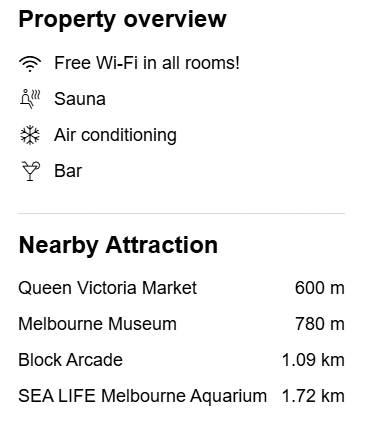 Property overview
Free Wi-Fi in all rooms!
Sauna
Air conditioning
Bar
Nearby Attraction
Queen Victoria Market 600 m
Melbourne Museum 780 m
Block Arcade 1.09 km
SEA LIFE Melbourne Aquarium 1.72 km